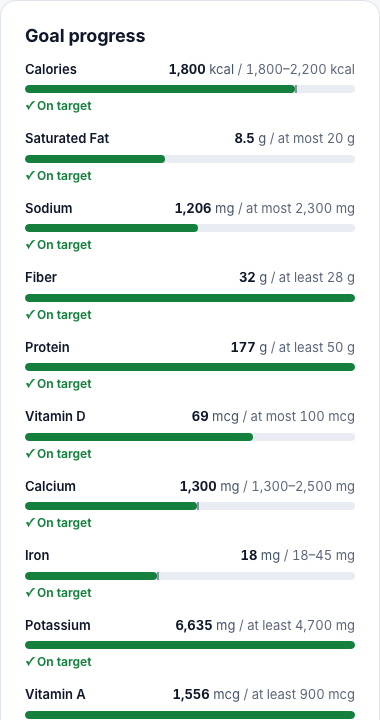 Goal progress
Calories 1,800 kcal / 1,800–2,200 kcal
✓On target
Saturated Fat 8.5 g / at most 20 g
✓On target
Sodium 1,206 mg / at most 2,300 mg
✓On target
Fiber 32 g / at least 28 g
✓On target
Protein 177 g / at least 50 g
✓On target
Vitamin D 69 mcg / at most 100 mcg
✓On target
Calcium 1,300 mg / 1,300–2,500 mg
✓On target
Iron 18 mg / 18–45 mg
✓On target
Potassium 6,635 mg / at least 4,700 mg
✓On target
Vitamin A 1,556 mcg / at least 900 mcg